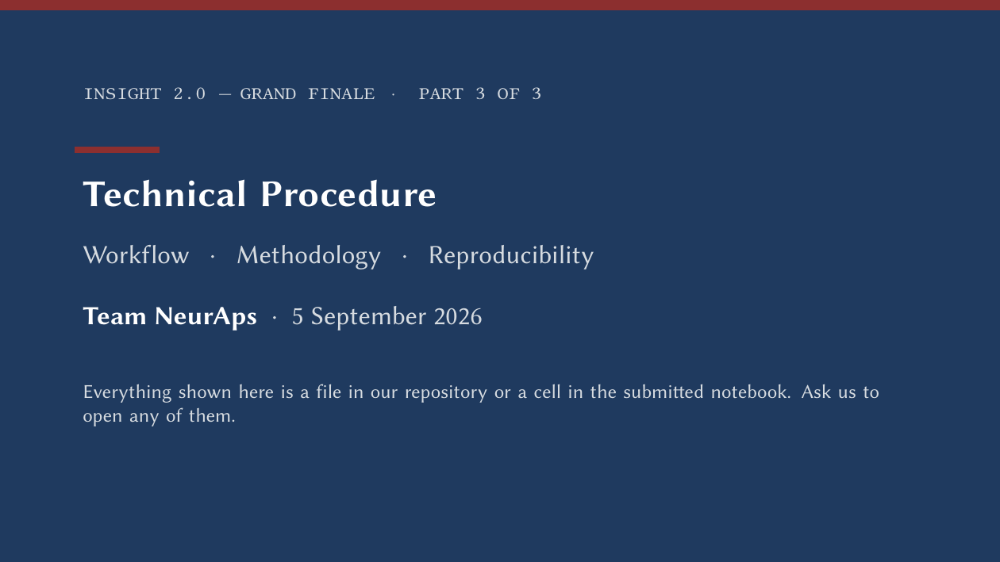 INSIGHT 2.0 — GRAND FINALE · PART 3 OF 3
Technical Procedure
Workflow · Methodology · Reproducibility
Team NeurAps · 5 September 2026
Everything shown here is a file in our repository or a cell in the submitted notebook. Ask us to
open any of them.